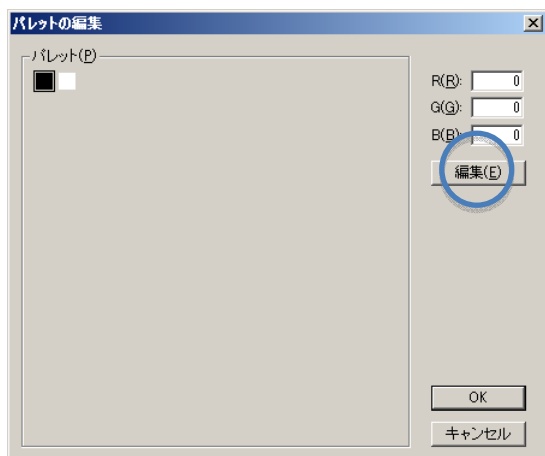 パレットの編集
パレット(P)
R(R): 0
G(G): 0
B(B): 0
編集(E)
OK
キャンセル